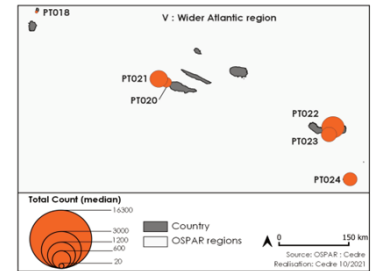 PT018
V : Wider Atlantic region
PT021
PT020
PT022
PT023
PT024
Total Count (median)
16300
3000
1200
600
20
Country
OSPAR regions
A
0 150 km
Source: OSPAR ; Cedre
Realisation: Cedre 10/2021